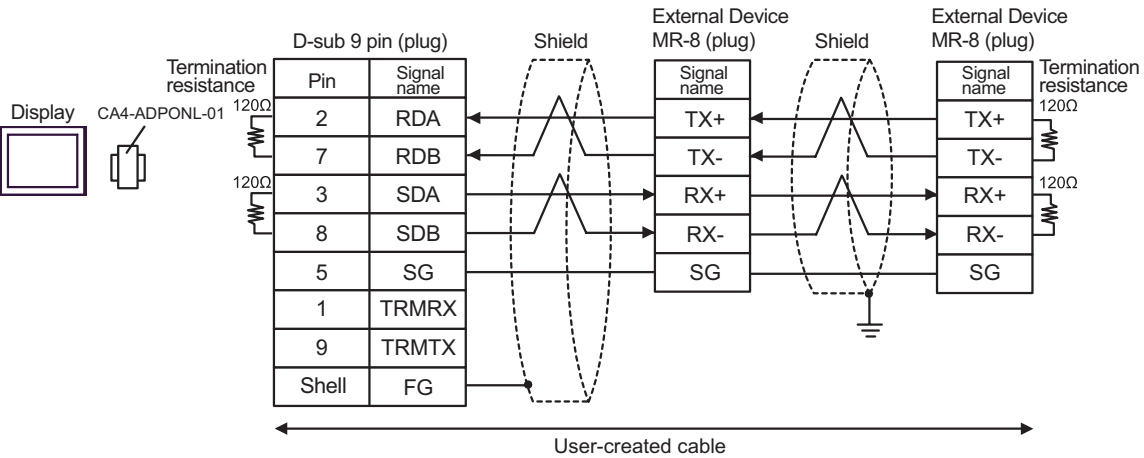 External Device
MR-8 (plug)
External Device
MR-8 (plug)
D-sub 9 pin (plug)
Shield
Shield
Termination
resistance
Pin
Signal
name
Signal
name
Signal
name
Termination
resistance
Display
CA4-ADPONL-01
120Ω
2
RDA
TX+
TX+
120Ω
7
RDB
TX-
TX-
120Ω
3
SDA
RX+
RX+
120Ω
8
SDB
RX-
RX-
5
SG
SG
SG
1
TRMRX
9
TRMTX
Shell
FG
User-created cable